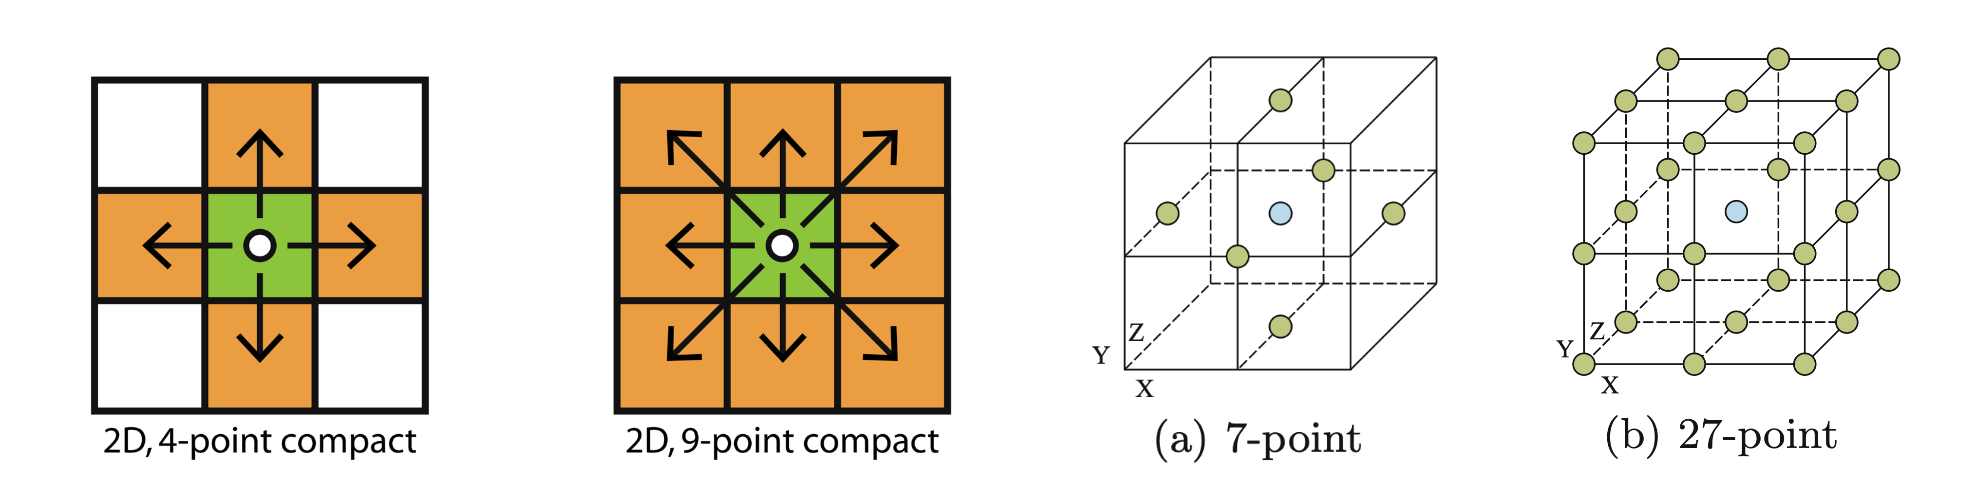 2D, 4-point compact
2D, 9-point compact
Y
Z
X
(a) 7-point
Y
Z
X
(b) 27-point